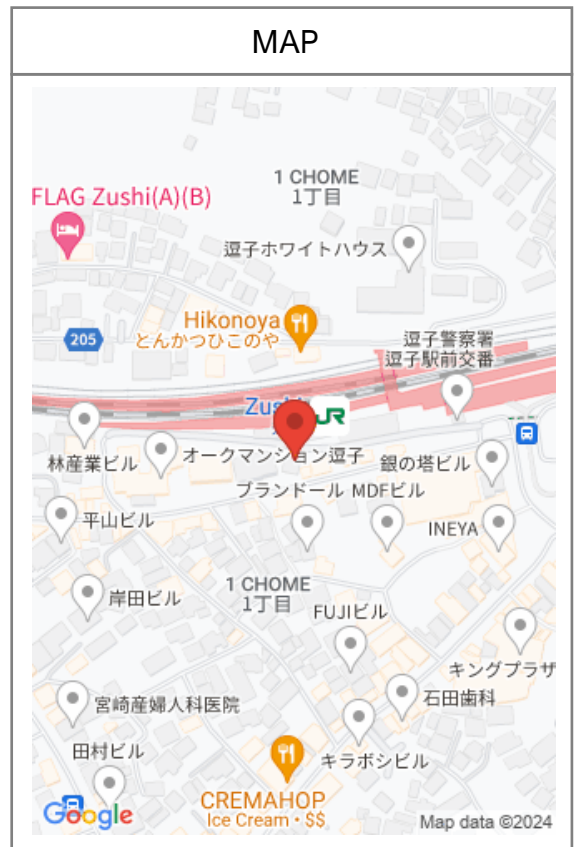 MAP
1 CHOME
1丁目
FLAG Zushi(A)(B)
逗子ホワイトハウス
Hikonoya
とんかつひこのや
205
逗子警察署
逗子駅前交番
JR
林産業ビル
オークマンション逗子
銀の塔ビル
ブランドール
MDFビル
平山ビル
INEYA
1 CHOME
1丁目
岸田ビル
FUJIビル
キングプラザ
宮崎産婦人科医院
石田歯科
田村ビル
キラボシビル
CREMAHOP
Ice Cream • $$
Google
Map data ©2024